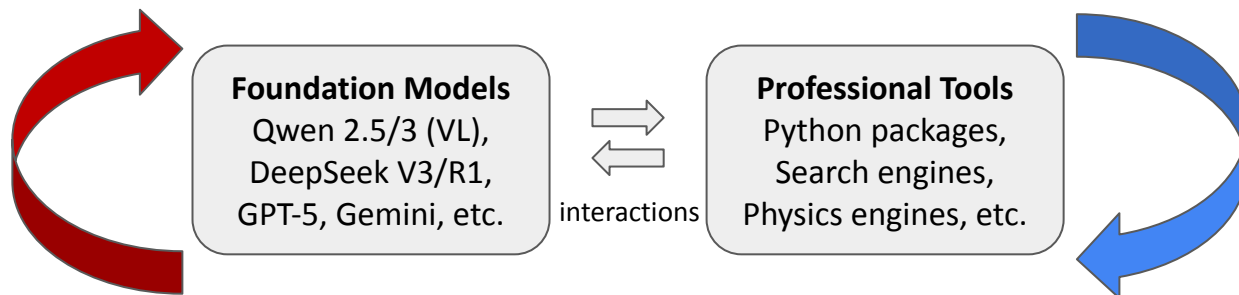 Foundation Models
Qwen 2.5/3 (VL),
DeepSeek V3/R1,
GPT-5, Gemini, etc.
interactions
Professional Tools
Python packages,
Search engines,
Physics engines, etc.